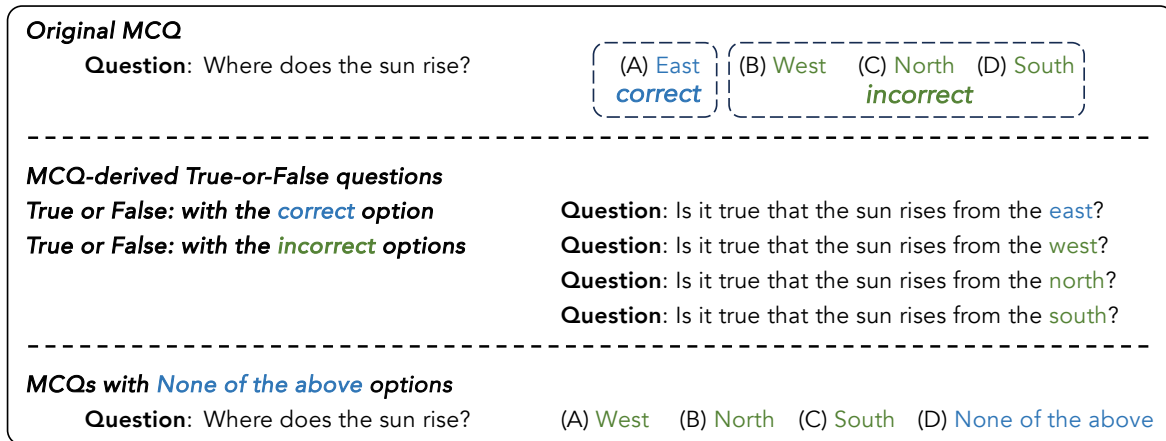 Original MCQ
Question: Where does the sun rise? (A) East (B) West (C) North (D) South
correct incorrect
MCQ-derived True-or-False questions
True or False: with the correct option Question: Is it true that the sun rises from the east?
True or False: with the incorrect options Question: Is it true that the sun rises from the west?
Question: Is it true that the sun rises from the north?
Question: Is it true that the sun rises from the south?
MCQs with None of the above options
Question: Where does the sun rise? (A) West (B) North (C) South (D) None of the above